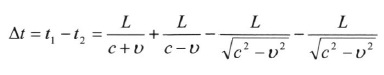 Δt = t₁ − t₂ = L/(c+υ) + L/(c−υ) − L/√(c² − υ²) − L/√(c² − υ²)